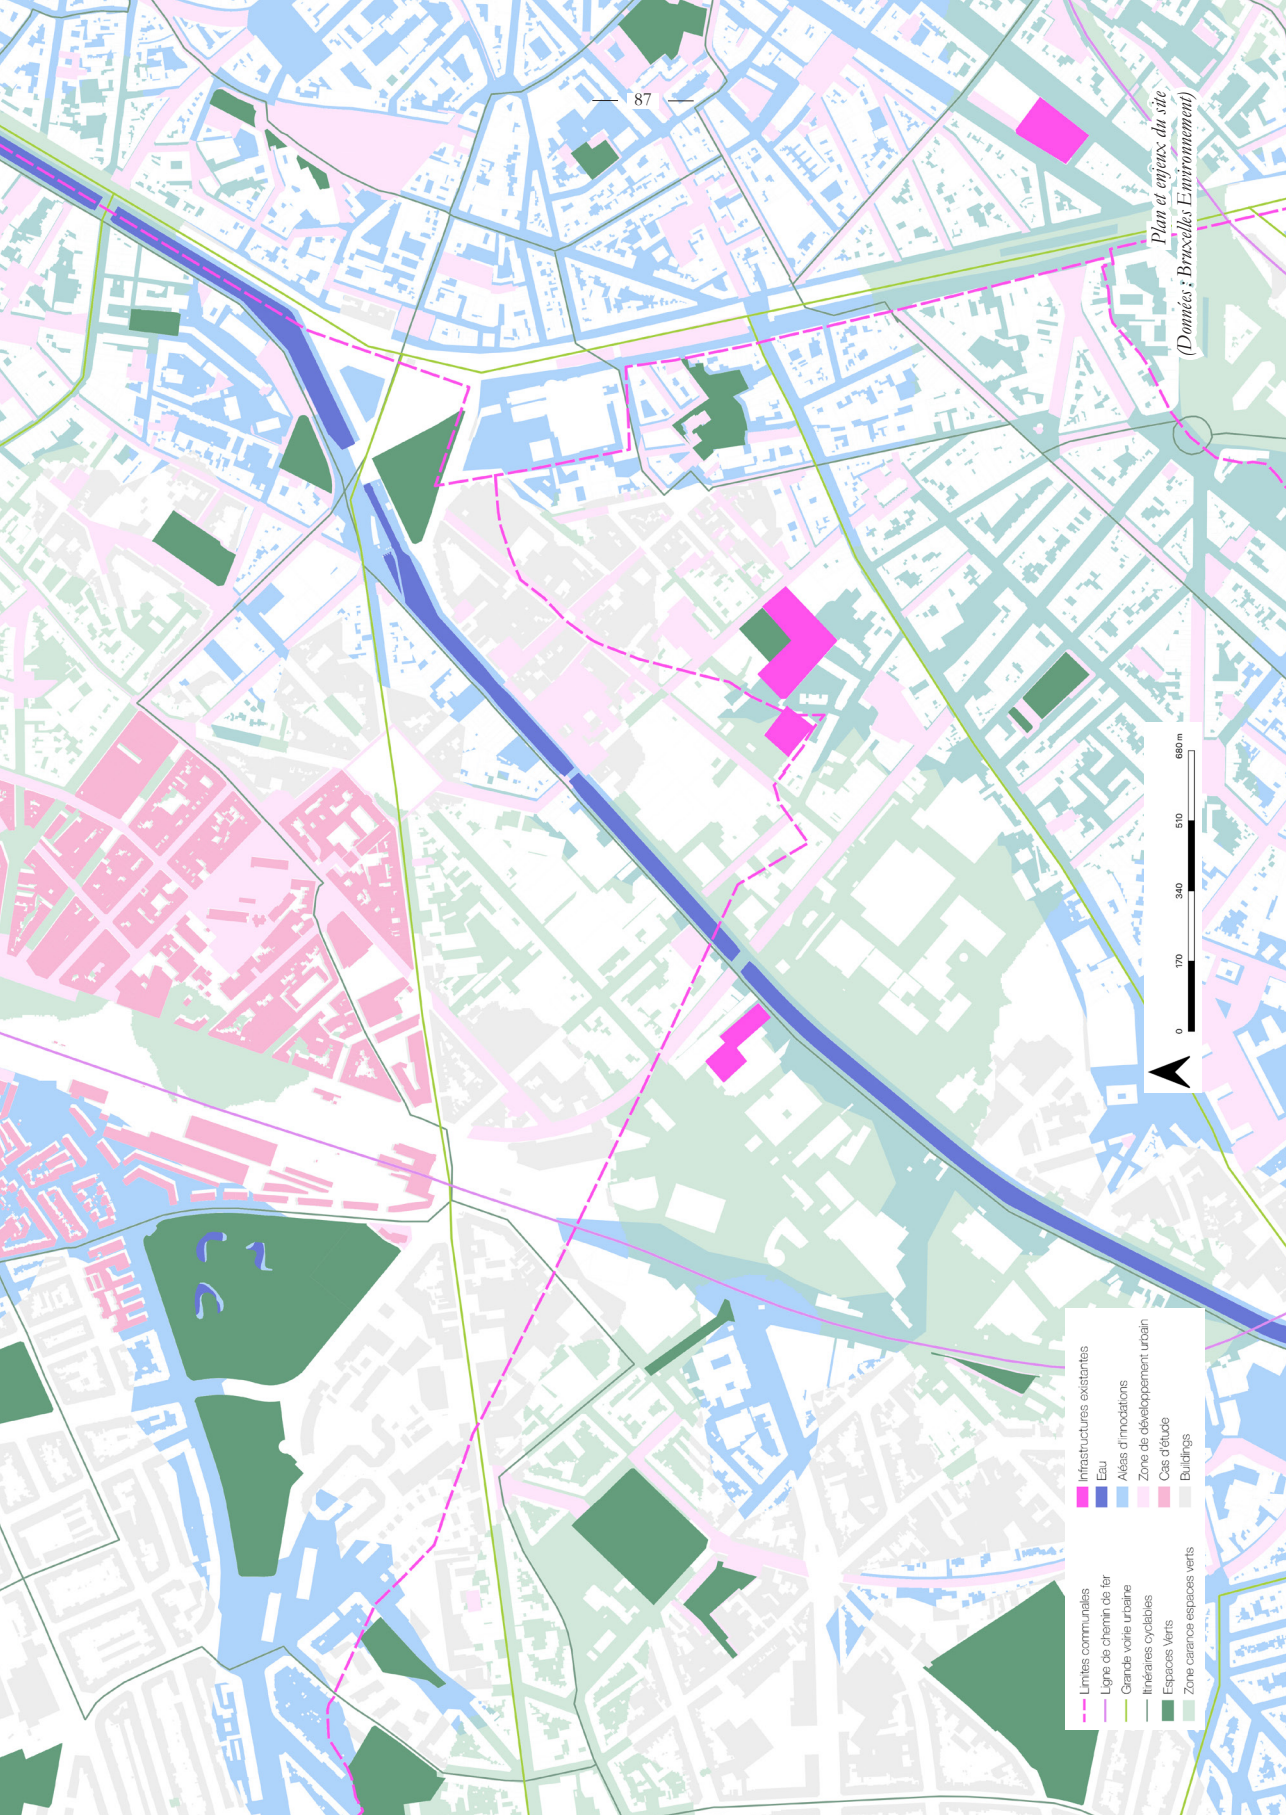 — 87 —
Plan et enjeux du site
(Données : Bruxelles Environnement)
0 170 340 510 680 m
Limites communales
Ligne de chemin de fer
Grande voirie urbaine
Itinéraires cyclables
Espaces Verts
Zone carance espaces verts
Infrastructures existantes
Eau
Aléas d'innodations
Zone de développement urbain
Cas d'étude
Buildings